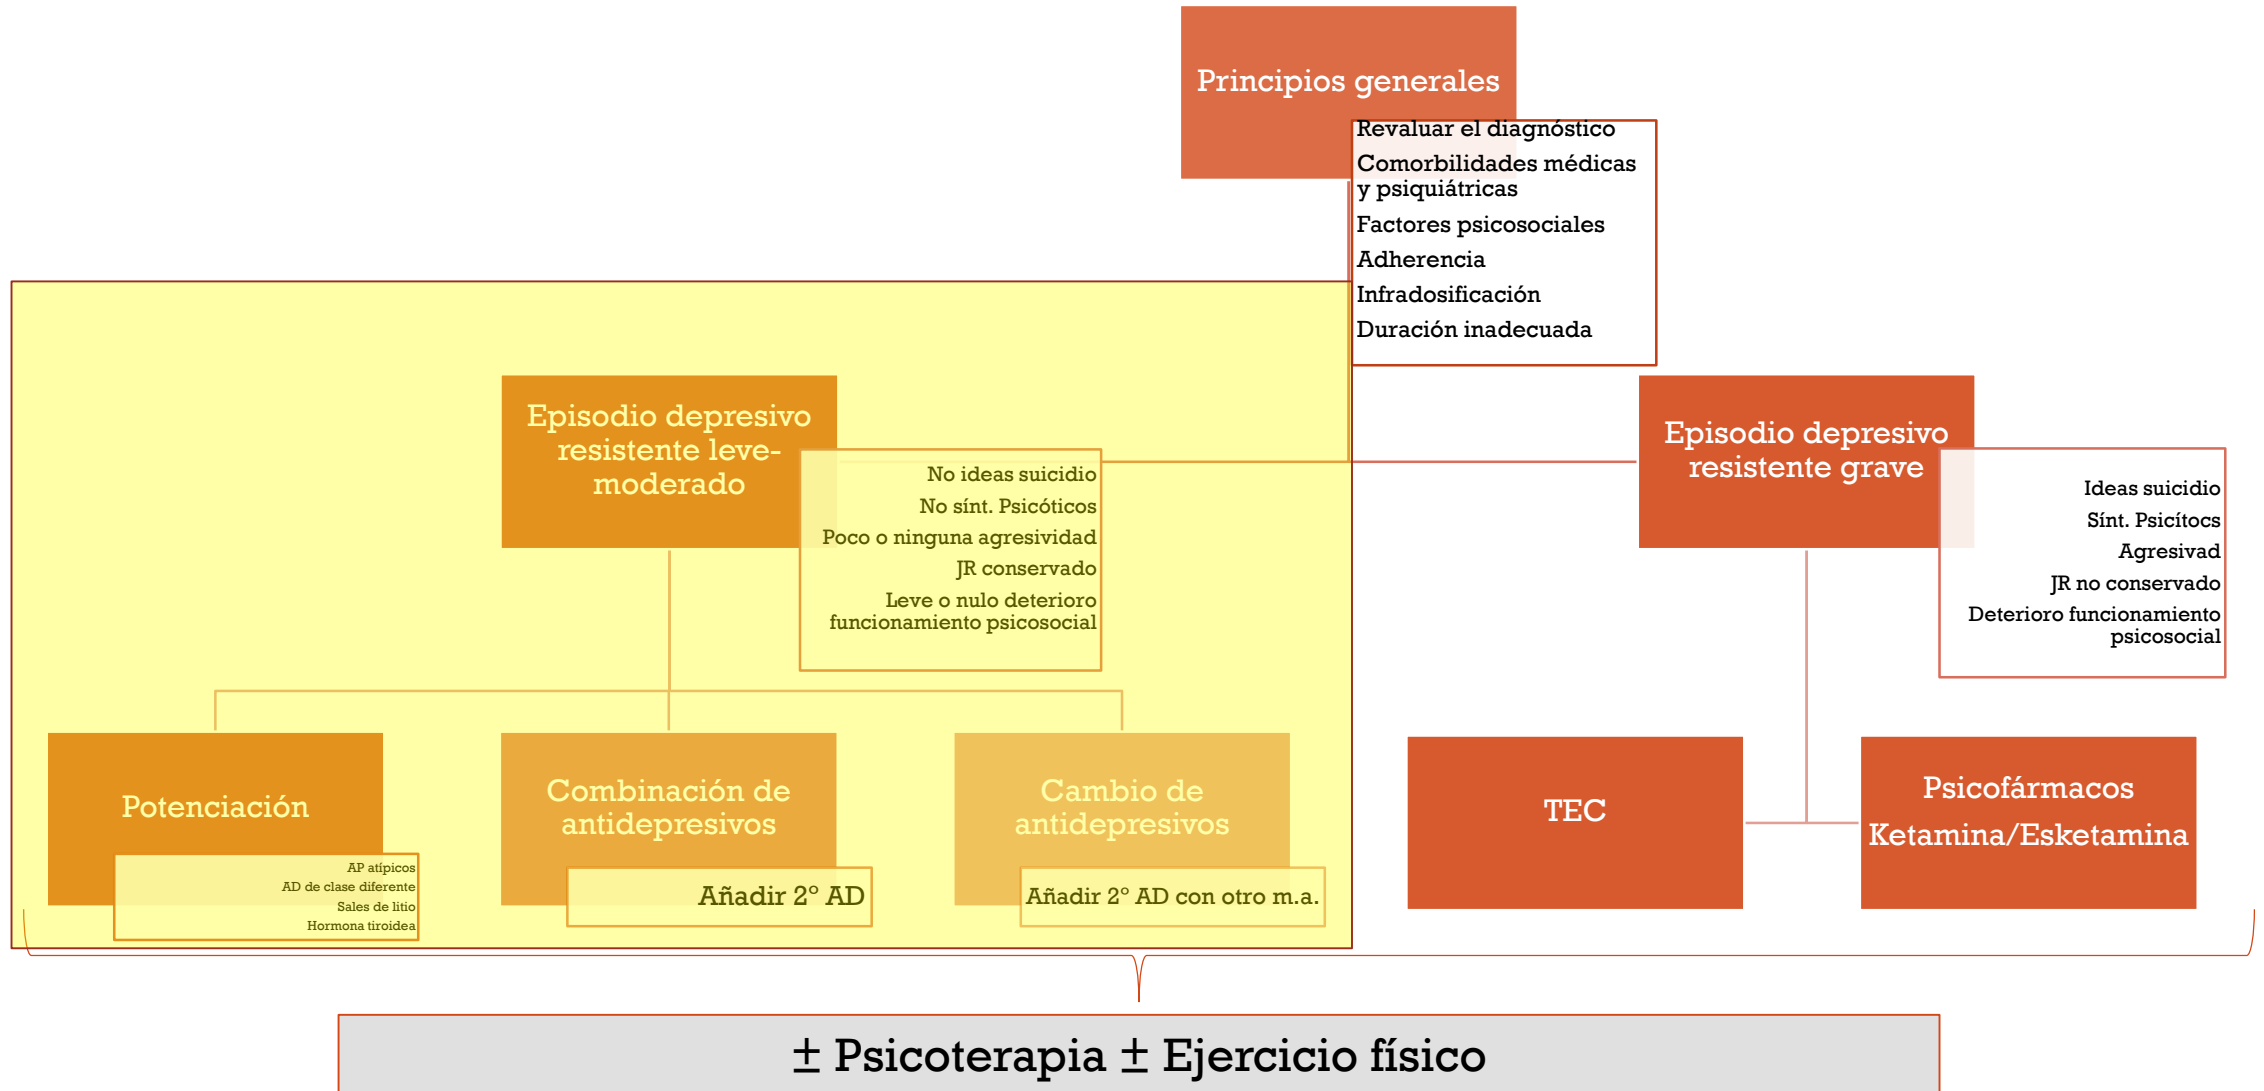 Principios generales
Revaluar el diagnóstico
Comorbilidades médicas
y psiquiátricas
Factores psicosociales
Adherencia
Infradosificación
Duración inadecuada
Episodio depresivo
resistente leve-
moderado
No ideas suicidio
No sínt. Psicóticos
Poco o ninguna agresividad
JR conservado
Leve o nulo deterioro
funcionamiento psicosocial
Episodio depresivo
resistente grave
Ideas suicidio
Sínt. Psicítocs
Agresivad
JR no conservado
Deterioro funcionamiento
psicosocial
Potenciación
AP atípicos
AD de clase diferente
Sales de litio
Hormona tiroidea
Combinación de
antidepresivos
Añadir 2º AD
Cambio de
antidepresivos
Añadir 2º AD con otro m.a.
TEC
Psicofármacos
Ketamina/Esketamina
± Psicoterapia ± Ejercicio físico